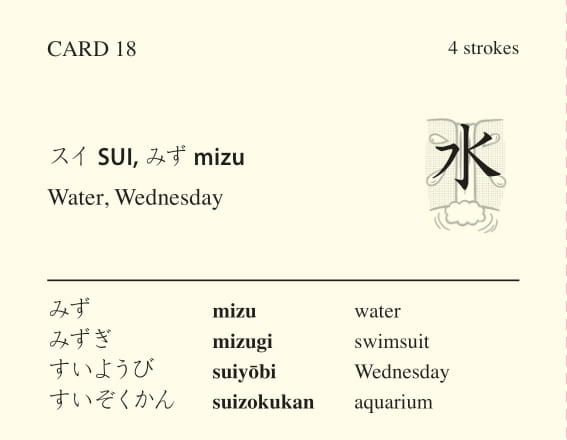 CARD 18 4 strokes
スイ SUI, みず mizu
Water, Wednesday
水
みず mizu water
みずぎ mizugi swimsuit
すいようび suiyōbi Wednesday
すいぞくかん suizokukan aquarium